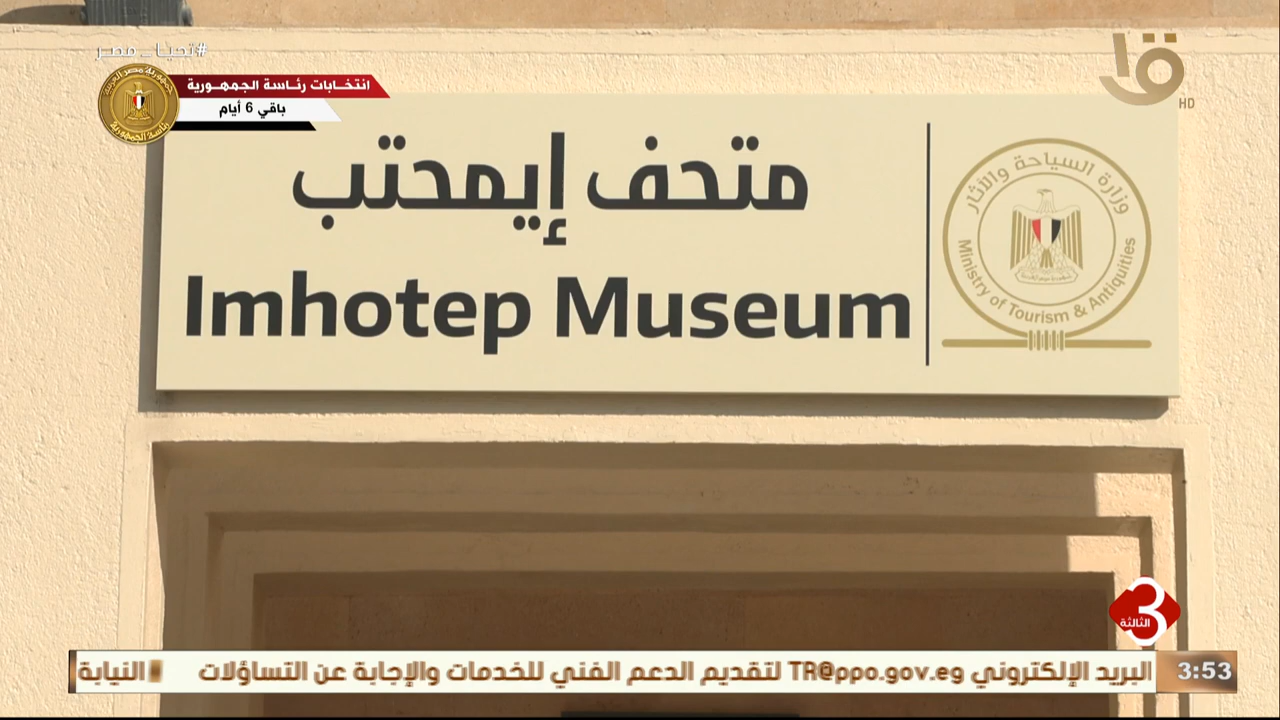 #تحيا_مصر
انتخابات رئاسة الجمهورية
باقي 6 أيام
HD
متحف إيمحتب
Imhotep Museum
وزارة السياحة والآثار
Ministry of Tourism & Antiquities
3
الثالثة
البريد الإلكتروني TR@ppo.gov.eg لتقديم الدعم الفني للخدمات والإجابة عن التساؤلات
النيابة
3:53